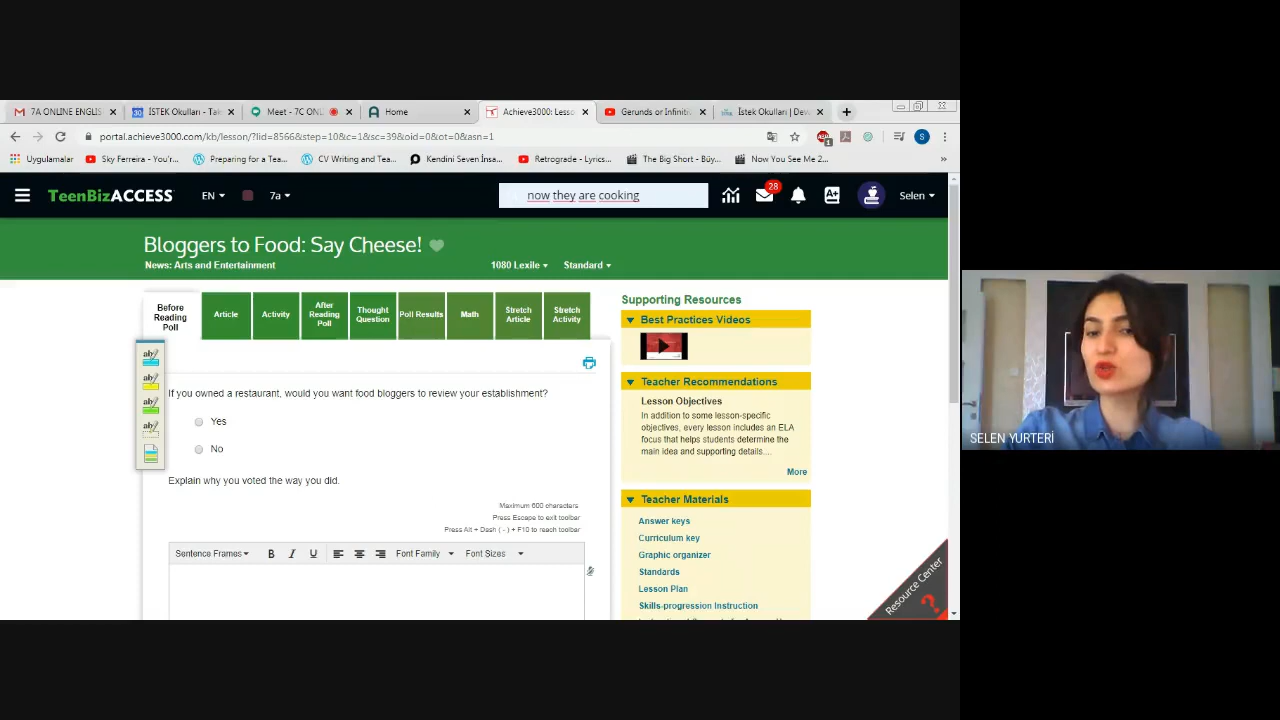 7A ONLINE ENGLIS
İSTEK Okulları - Tak
Meet - 7C ONL
Home
Achieve3000: Lesso
Gerunds or Infiniti
İstek Okulları | Dev
portal.achieve3000.com/kb/lesson/?lid=8566&step=10&c=1&sc=39&oid=0&ot=0&asn=1
Uygulamalar
Sky Ferreira - You'r...
Preparing for a Tea...
CV Writing and Tea...
Kendini Seven İnsa...
Retrograde - Lyrics...
The Big Short - Büy...
Now You See Me 2...
»
TeenBizACCESS
EN
7a
now they are cooking
28
A+
Selen
Bloggers to Food: Say Cheese!
News: Arts and Entertainment
1080 Lexile
Standard
Before Reading Poll
Article
Activity
After Reading Poll
Thought Question
Poll Results
Math
Stretch Article
Stretch Activity
If you owned a restaurant, would you want food bloggers to review your establishment?
Yes
No
Explain why you voted the way you did.
Maximum 600 characters
Press Escape to exit toolbar
Press Alt + Dash ( - ) + F10 to reach toolbar
Sentence Frames
B
I
U
Font Family
Font Sizes
Supporting Resources
Best Practices Videos
Teacher Recommendations
Lesson Objectives
In addition to some lesson-specific
objectives, every lesson includes an ELA
focus that helps students determine the
main idea and supporting details....
More
Teacher Materials
Answer keys
Curriculum key
Graphic organizer
Standards
Lesson Plan
Skills-progression Instruction
Resource Center
?
SELEN YURTERİ